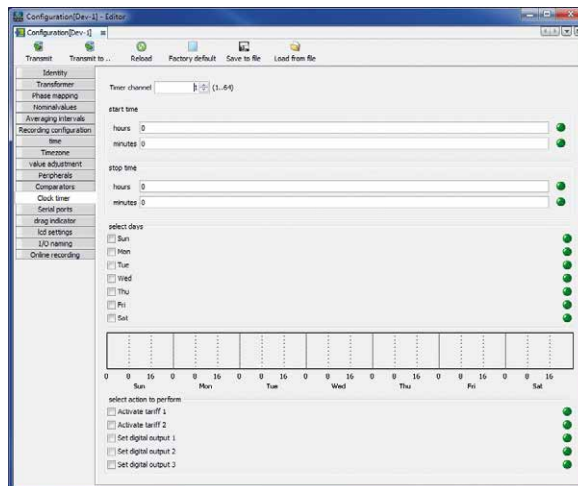 Configuration[Dev-1] - Editor
Configuration[Dev-1]
Transmit Transmit to .. Reload Factory default Save to file Load from file
Identity
Transformer
Phase mapping
Nominalvalues
Averaging intervals
Recording configuration
time
Timezone
value adjustment
Peripherals
Comparators
Clock timer
Serial ports
drag indicator
lcd settings
I/O naming
Online recording
Timer channel 1 (1..64)
start time
hours 0
minutes 0
stop time
hours 0
minutes 0
select days
Sun
Mon
Tue
Wed
Thu
Fri
Sat
0 8 16 0 8 16 0 8 16 0 8 16 0 8 16 0 8 16 0 8 16
Sun Mon Tue Wed Thu Fri Sat
select action to perform
Activate tariff 1
Activate tariff 2
Set digital output 1
Set digital output 2
Set digital output 3